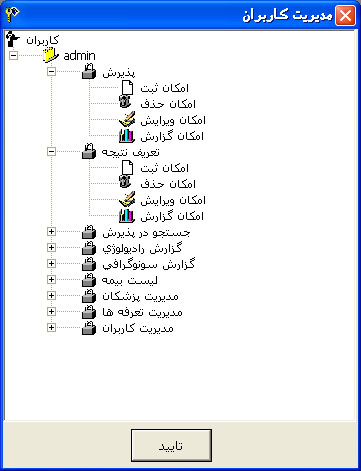 مدیریت کاربران
کاربران
admin
پذیرش
امکان ثبت
امکان حذف
امکان ویرایش
امکان گزارش
تعریف نتیجه
امکان ثبت
امکان حذف
امکان ویرایش
امکان گزارش
جستجو در پذیرش
گزارش رادیولوژي
گزارش سونوگرافي
لیست بیمه
مدیریت پزشکان
مدیریت تعرفه ها
مدیریت کاربران
تایید